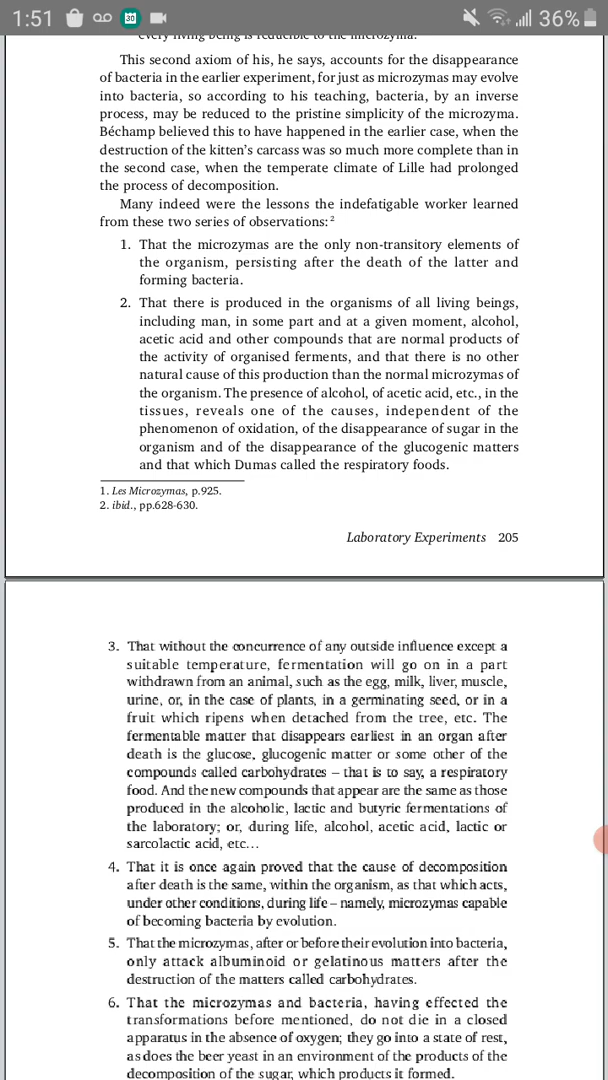 1:51
30
36%
every living being is reducible to the microzyma.
This second axiom of his, he says, accounts for the disappearance
of bacteria in the earlier experiment, for just as microzymas may evolve
into bacteria, so according to his teaching, bacteria, by an inverse
process, may be reduced to the pristine simplicity of the microzyma.
Béchamp believed this to have happened in the earlier case, when the
destruction of the kitten's carcass was so much more complete than in
the second case, when the temperate climate of Lille had prolonged
the process of decomposition.
Many indeed were the lessons the indefatigable worker learned
from these two series of observations: 2
1. That the microzymas are the only non-transitory elements of
the organism, persisting after the death of the latter and
forming bacteria.
2. That there is produced in the organisms of all living beings,
including man, in some part and at a given moment, alcohol,
acetic acid and other compounds that are normal products of
the activity of organised ferments, and that there is no other
natural cause of this production than the normal microzymas of
the organism. The presence of alcohol, of acetic acid, etc., in the
tissues, reveals one of the causes, independent of the
phenomenon of oxidation, of the disappearance of sugar in the
organism and of the disappearance of the glucogenic matters
and that which Dumas called the respiratory foods.
1. Les Microzymas, p.925.
2. ibid., pp.628-630.
Laboratory Experiments 205
3. That without the concurrence of any outside influence except a
suitable temperature, fermentation will go on in a part
withdrawn from an animal, such as the egg, milk, liver, muscle,
urine, or, in the case of plants, in a germinating seed, or in a
fruit which ripens when detached from the tree, etc. The
fermentable matter that disappears earliest in an organ after
death is the glucose, glucogenic matter or some other of the
compounds called carbohydrates – that is to say, a respiratory
food. And the new compounds that appear are the same as those
produced in the alcoholic, lactic and butyric fermentations of
the laboratory; or, during life, alcohol, acetic acid, lactic or
sarcolactic acid, etc...
4. That it is once again proved that the cause of decomposition
after death is the same, within the organism, as that which acts,
under other conditions, during life – namely, microzymas capable
of becoming bacteria by evolution.
5. That the microzymas, after or before their evolution into bacteria,
only attack albuminoid or gelatinous matters after the
destruction of the matters called carbohydrates.
6. That the microzymas and bacteria, having effected the
transformations before mentioned, do not die in a closed
apparatus in the absence of oxygen; they go into a state of rest,
as does the beer yeast in an environment of the products of the
decomposition of the sugar, which products it formed.